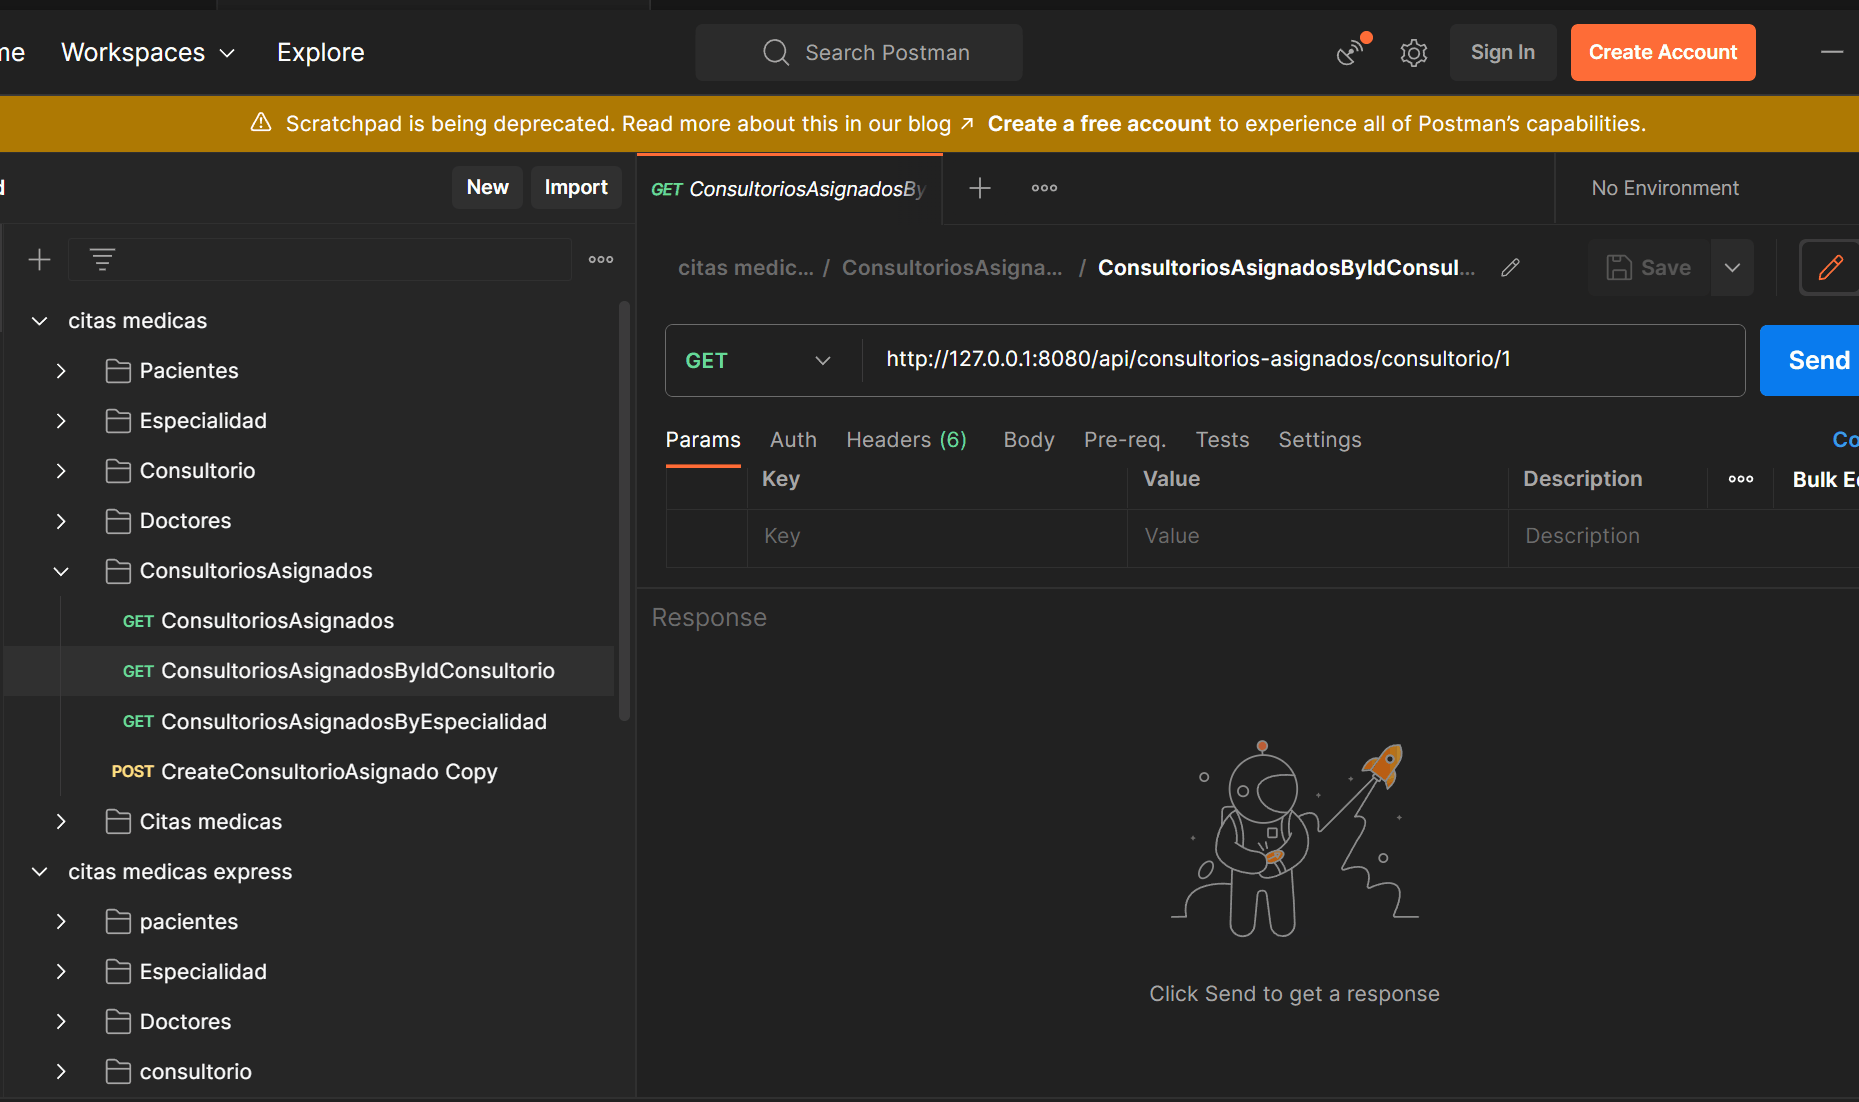 me Workspaces Explore Search Postman Sign In Create Account
Scratchpad is being deprecated. Read more about this in our blog ↗ Create a free account to experience all of Postman's capabilities.
d New Import
GET ConsultoriosAsignadosBy
No Environment
citas medic... / ConsultoriosAsigna... / ConsultoriosAsignadosByIdConsul...
Save
citas medicas
Pacientes
Especialidad
Consultorio
Doctores
ConsultoriosAsignados
GET ConsultoriosAsignados
GET ConsultoriosAsignadosByIdConsultorio
GET ConsultoriosAsignadosByEspecialidad
POST CreateConsultorioAsignado Copy
Citas medicas
citas medicas express
pacientes
Especialidad
Doctores
consultorio
GET http://127.0.0.1:8080/api/consultorios-asignados/consultorio/1 Send
Params Auth Headers (6) Body Pre-req. Tests Settings Co
Key Value Description Bulk E
Key Value Description
Response
Click Send to get a response